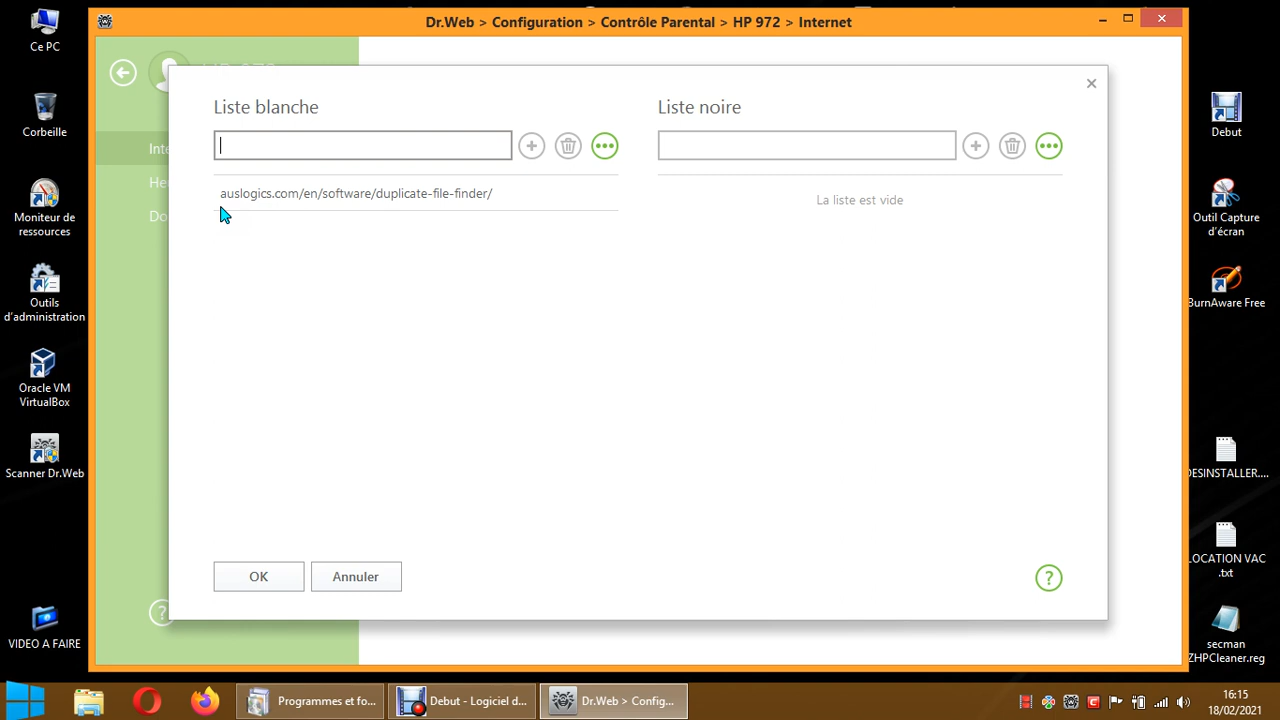 Dr.Web > Configuration > Contrôle Parental > HP 972 > Internet
Ce PC
Corbeille
Moniteur de
ressources
Outils
d'administration
Oracle VM
VirtualBox
Scanner Dr.Web
VIDEO A FAIRE
Liste blanche
auslogics.com/en/software/duplicate-file-finder/
Liste noire
La liste est vide
OK
Annuler
?
Debut
Outil Capture
d'écran
BurnAware Free
DESINSTALLER....
LOCATION VAC
.txt
secman
ZHPCleaner.reg
Programmes et fo...
Debut - Logiciel d...
Dr.Web > Config...
16:15
18/02/2021